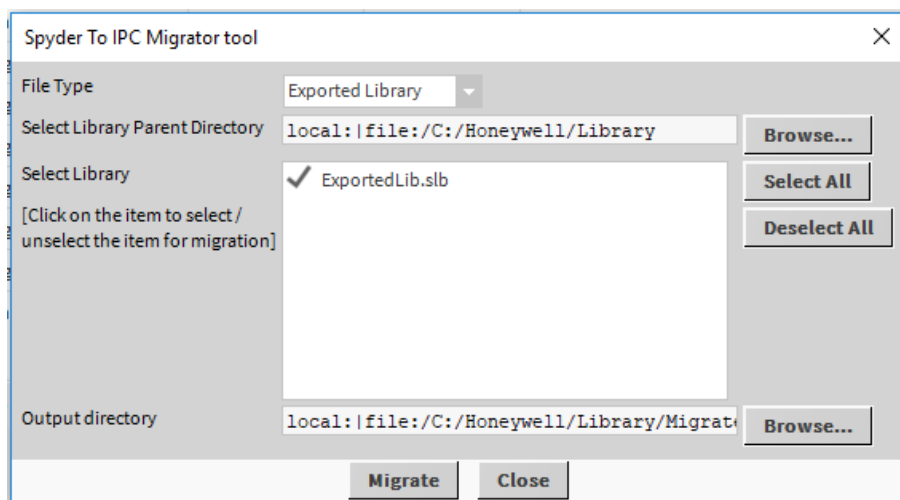 Spyder To IPC Migrator tool
File Type
Exported Library
Select Library Parent Directory
local:|file:/C:/Honeywell/Library
Browse...
Select Library
ExportedLib.slb
Select All
[Click on the item to select /
unselect the item for migration]
Deselect All
Output directory
local:|file:/C:/Honeywell/Library/Migrate
Browse...
Migrate
Close